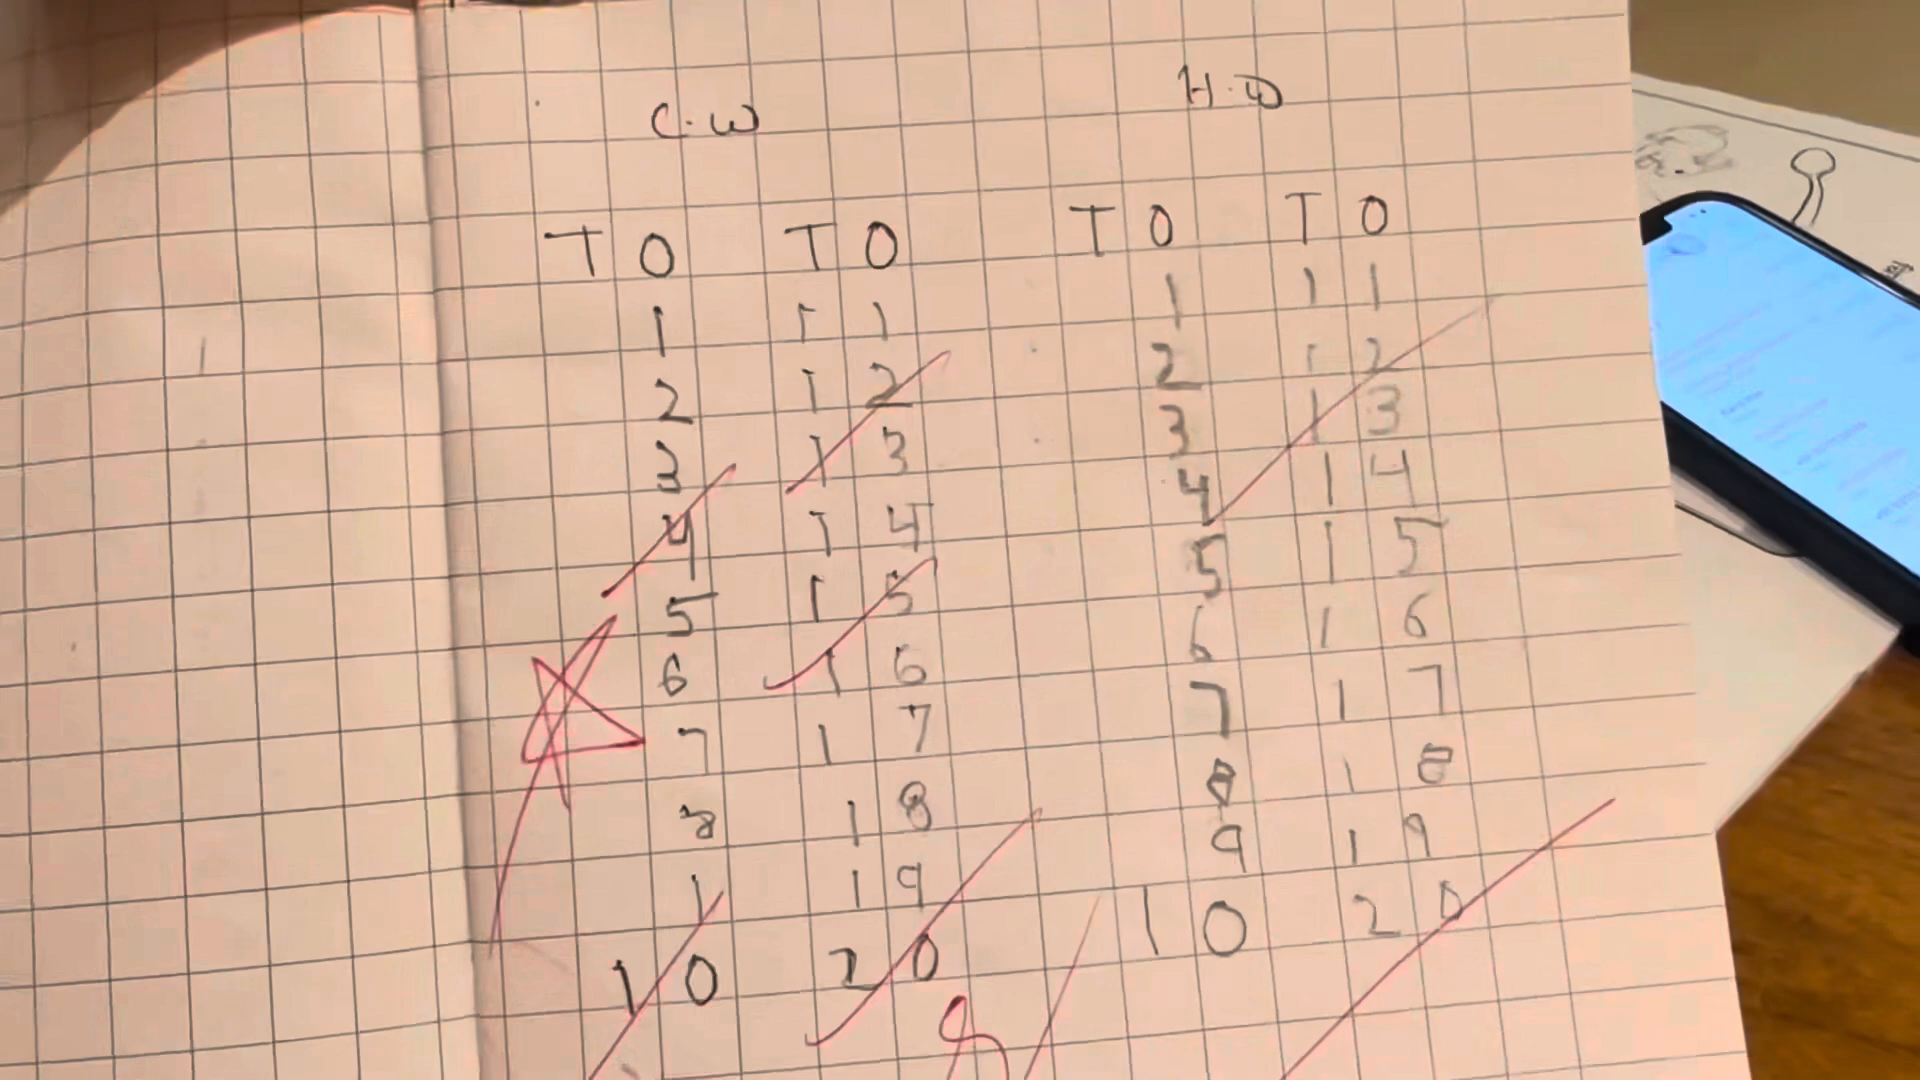 C.W H.W
T O T O T O T O
1 1 1 1 1 1
2 1 2 2 1 2
3 1 3 3 1 3
4 1 4 4 1 4
5 1 5 5 1 5
6 1 6 6 1 6
7 1 7 7 1 7
8 1 8 8 1 8
1 1 9 9 1 9
1 0 2 0 1 0 2 0